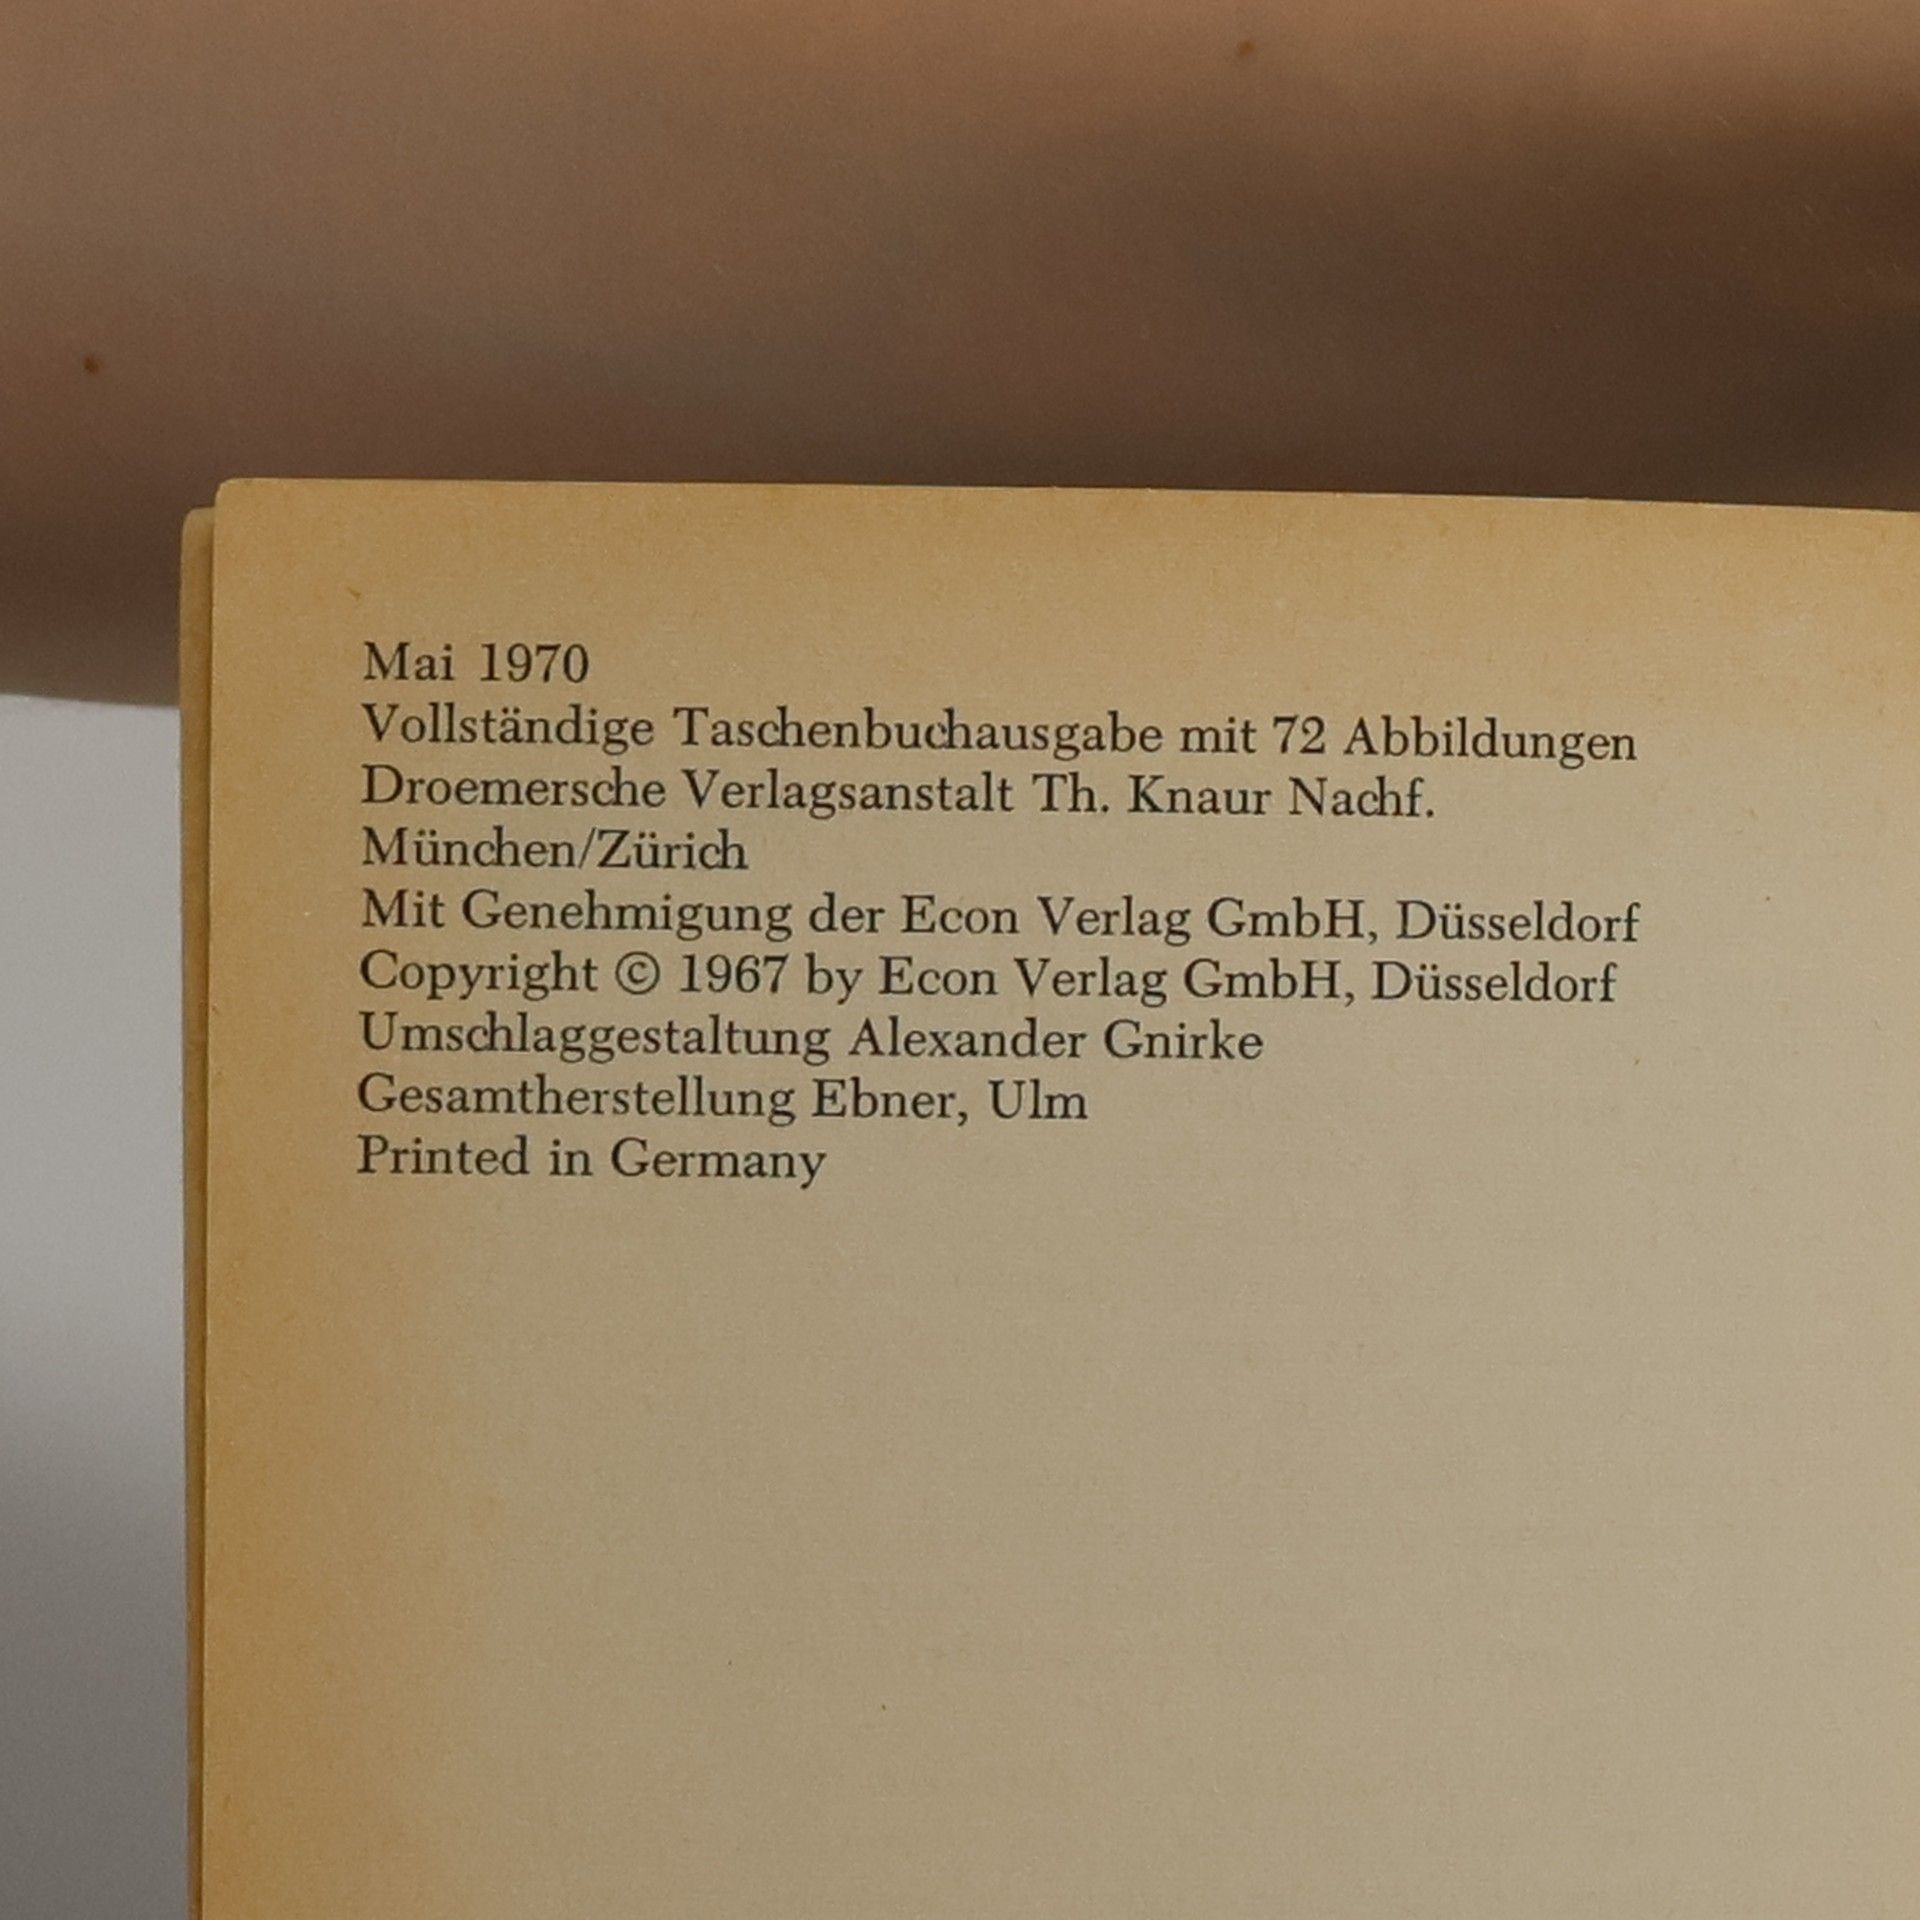 Mai 1970
Vollständige Taschenbuchausgabe mit 72 Abbildungen
Droemersche Verlagsanstalt Th. Knaur Nachf.
München/Zürich
Mit Genehmigung der Econ Verlag GmbH, Düsseldorf
Copyright © 1967 by Econ Verlag GmbH, Düsseldorf
Umschlaggestaltung Alexander Gnirke
Gesamtherstellung Ebner, Ulm
Printed in Germany